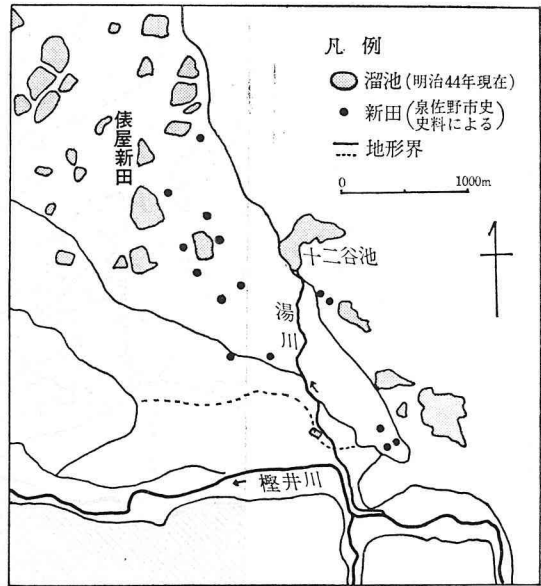 凡例
溜池(明治44年現在)
新田(泉佐野市史
史料による)
地形界
0 1000m
俵屋新田
十二谷池
湯川
樫井川